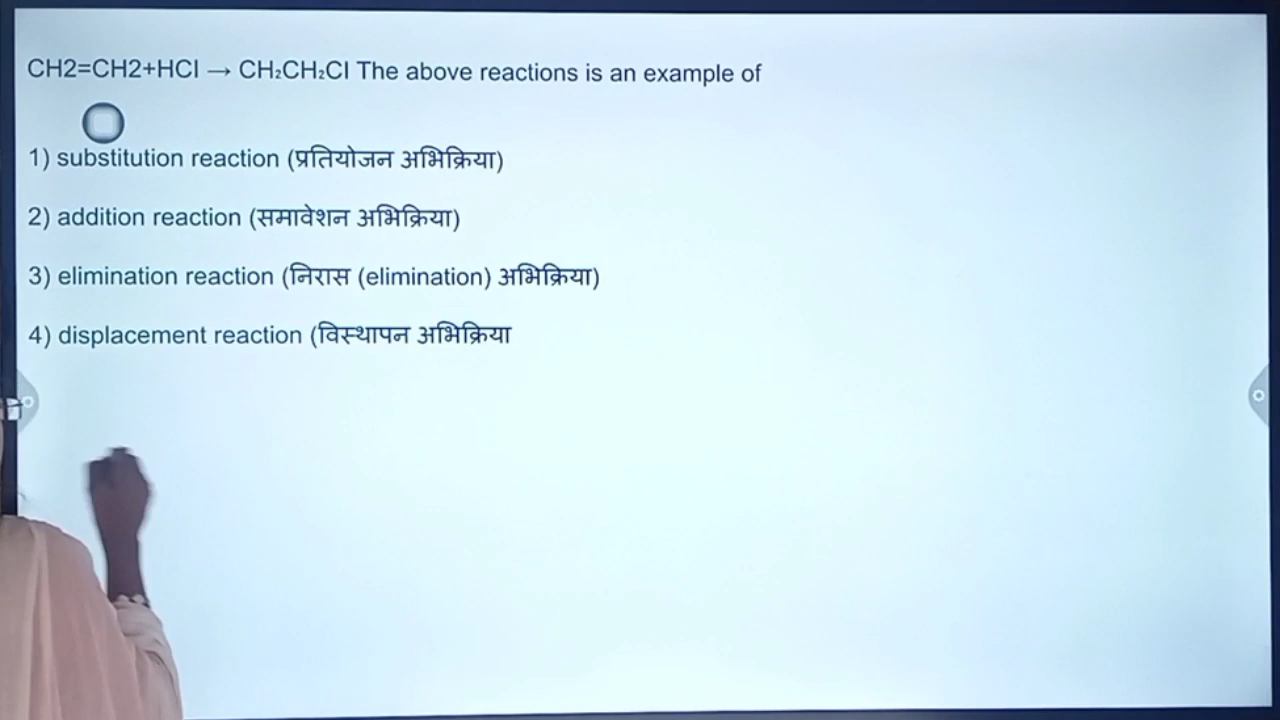 CH2=CH2+HCl → CH₂CH₂Cl The above reactions is an example of
1) substitution reaction (प्रतियोजन अभिक्रिया)
2) addition reaction (समावेशन अभिक्रिया)
3) elimination reaction (निरास (elimination) अभिक्रिया)
4) displacement reaction (विस्थापन अभिक्रिया